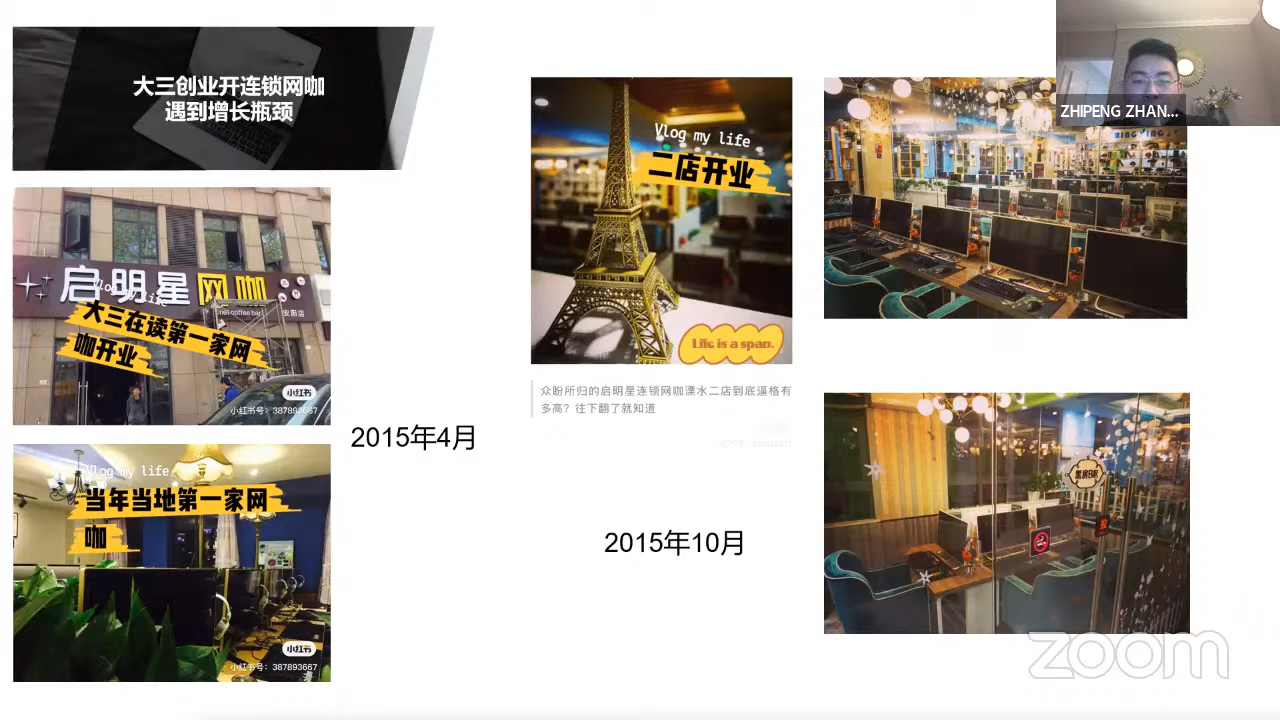 大三创业开连锁网咖
遇到增长瓶颈
启明星网咖
net coffee bar
安阳店
Vlog my life
大三在读第一家网
咖开业
小红书
小红书号：387893667
Vlog my life
当年当地第一家网
咖
小红书
小红书号：387893667
2015年4月
Vlog my life
二店开业
Life is a span.
众盼所归的启明星连锁网咖溧水二店到底逼格有
多高？往下翻了就知道
2015年10月
ZHIPENG ZHAN...
zoom